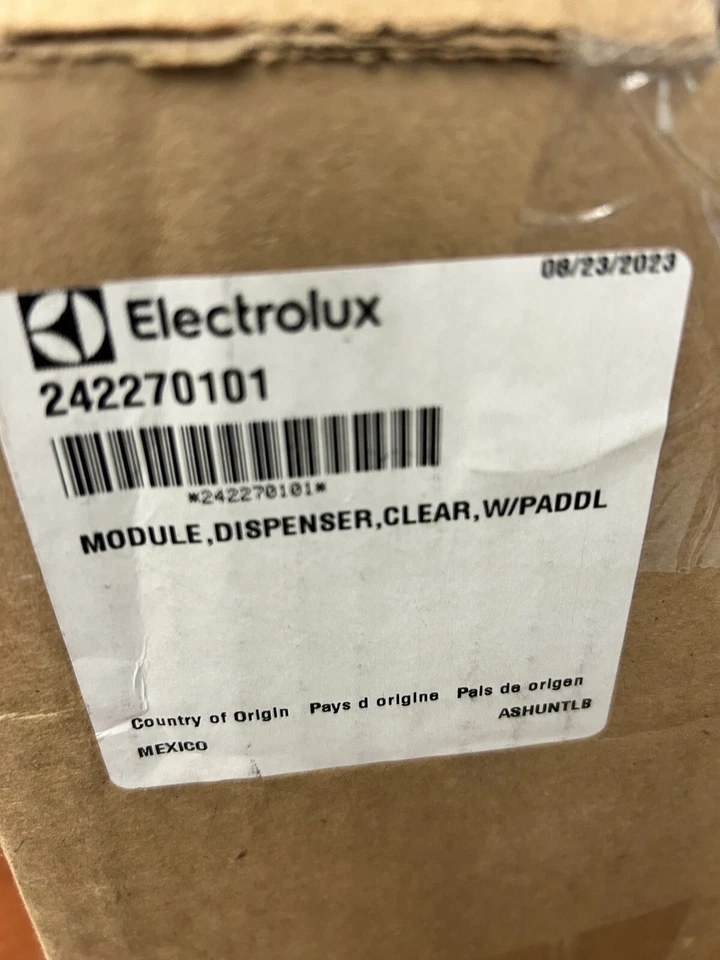 08/23/2023
Electrolux
242270101
*242270101*
MODULE,DISPENSER,CLEAR,W/PADDL
Country of Origin Pays d origine Pais de origen
MEXICO ASHUNTLB